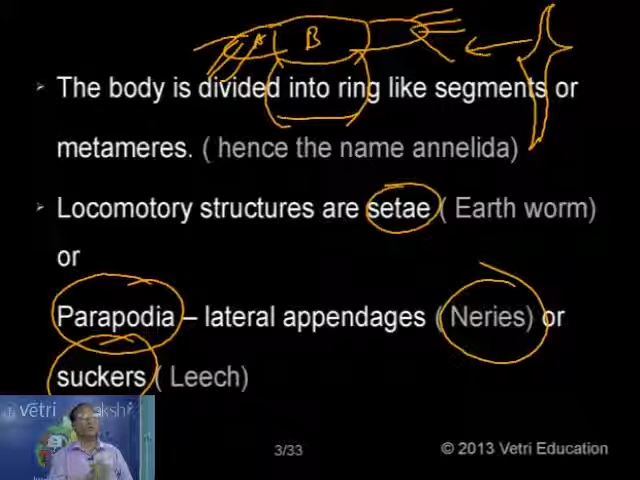 B
The body is divided into ring like segments or
metameres. ( hence the name annelida)
Locomotory structures are setae ( Earth worm)
or
Parapodia – lateral appendages ( Neries) or
suckers ( Leech)
vetri
3/33
© 2013 Vetri Education